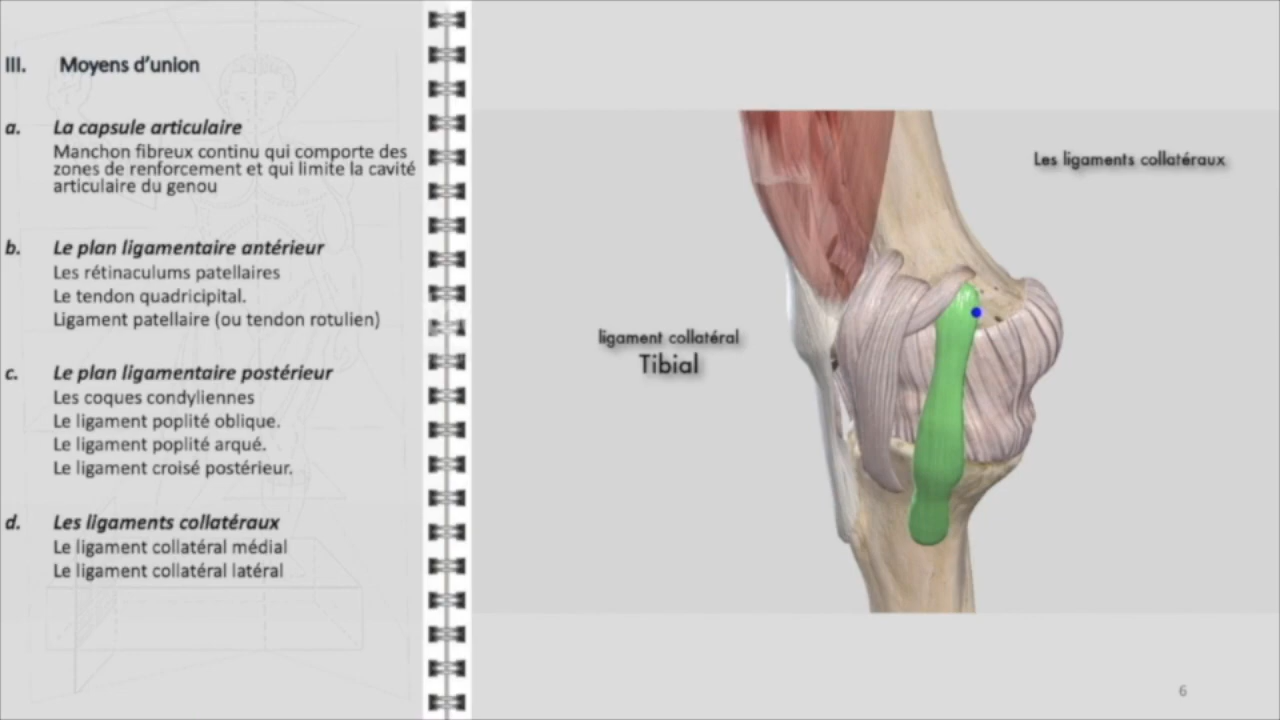 III. Moyens d'union
a. La capsule articulaire
Manchon fibreux continu qui comporte des
zones de renforcement et qui limite la cavité
articulaire du genou
b. Le plan ligamentaire antérieur
Les rétinaculums patellaires
Le tendon quadricipital.
Ligament patellaire (ou tendon rotulien)
c. Le plan ligamentaire postérieur
Les coques condyliennes
Le ligament poplité oblique.
Le ligament poplité arqué.
Le ligament croisé postérieur.
d. Les ligaments collatéraux
Le ligament collatéral médial
Le ligament collatéral latéral
Les ligaments collatéraux
ligament collatéral
Tibial
6